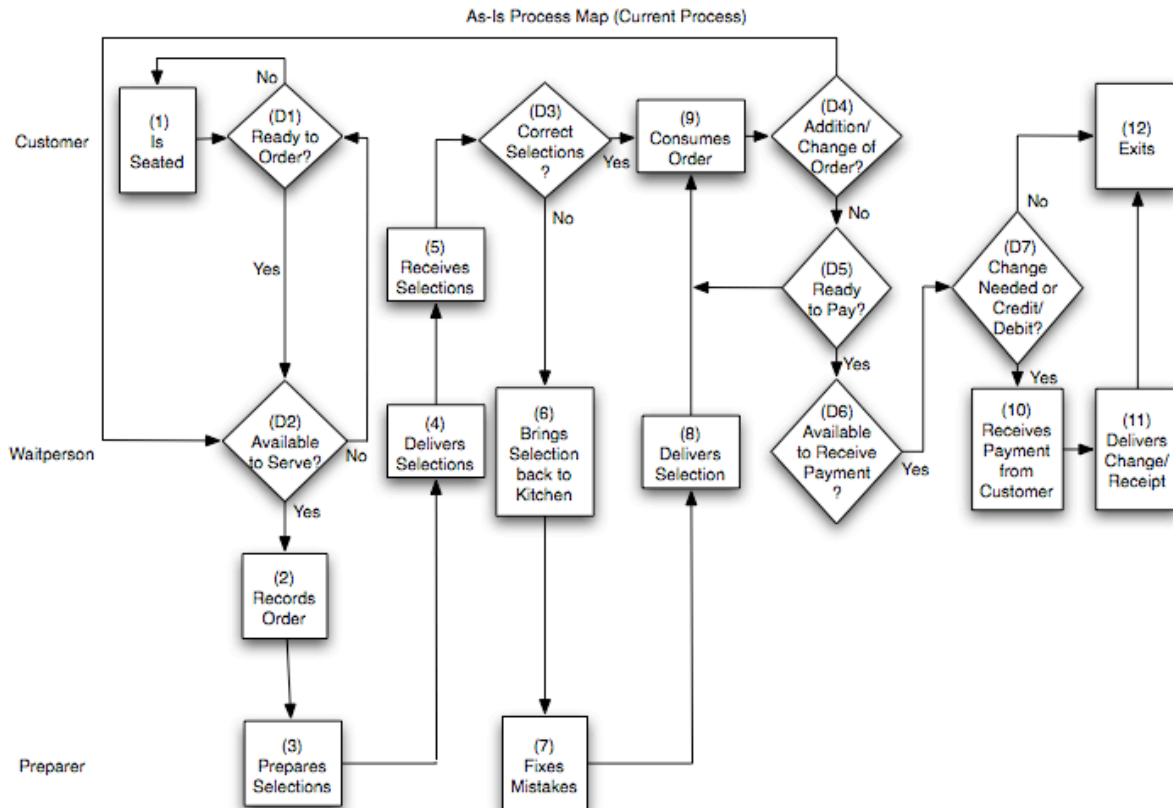 As-Is Process Map (Current Process)
Customer
(1)
Is
Seated
No
(D1)
Ready to
Order?
Yes
Waitperson
(D2)
Available
to Serve?
No
Yes
(2)
Records
Order
Preparer
(3)
Prepares
Selections
(4)
Delivers
Selections
(5)
Receives
Selections
(D3)
Correct
Selections
?
Yes
No
(6)
Brings
Selection
back to
Kitchen
(7)
Fixes
Mistakes
(8)
Delivers
Selection
(9)
Consumes
Order
(D4)
Addition/
Change of
Order?
No
(D5)
Ready
to Pay?
Yes
(D6)
Available
to Receive
Payment
?
Yes
(D7)
Change
Needed or
Credit/
Debit?
No
Yes
(10)
Receives
Payment
from
Customer
(11)
Delivers
Change/
Receipt
(12)
Exits